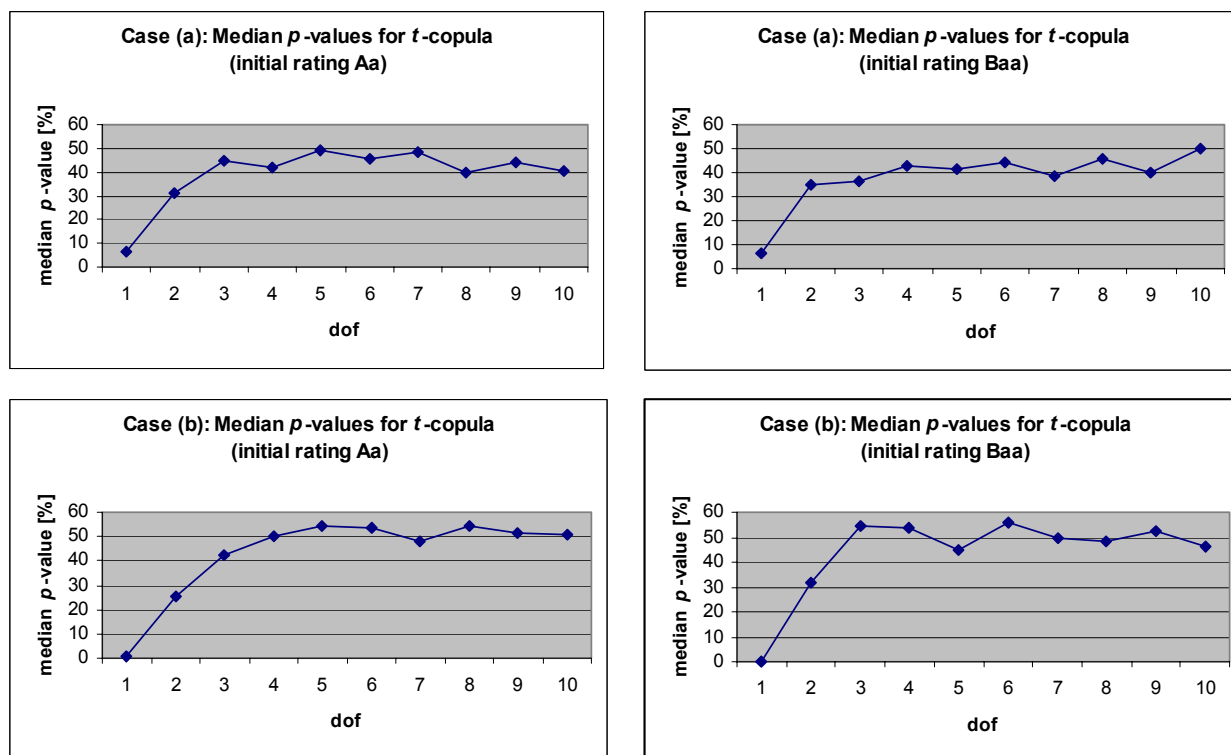 Case (a): Median p-values for t-copula
(initial rating Aa)
median p-value [%]
60
50
40
30
20
10
0
1 2 3 4 5 6 7 8 9 10
dof
Case (a): Median p-values for t-copula
(initial rating Baa)
median p-value [%]
60
50
40
30
20
10
0
1 2 3 4 5 6 7 8 9 10
dof
Case (b): Median p-values for t-copula
(initial rating Aa)
median p-value [%]
60
50
40
30
20
10
0
1 2 3 4 5 6 7 8 9 10
dof
Case (b): Median p-values for t-copula
(initial rating Baa)
median p-value [%]
60
50
40
30
20
10
0
1 2 3 4 5 6 7 8 9 10
dof